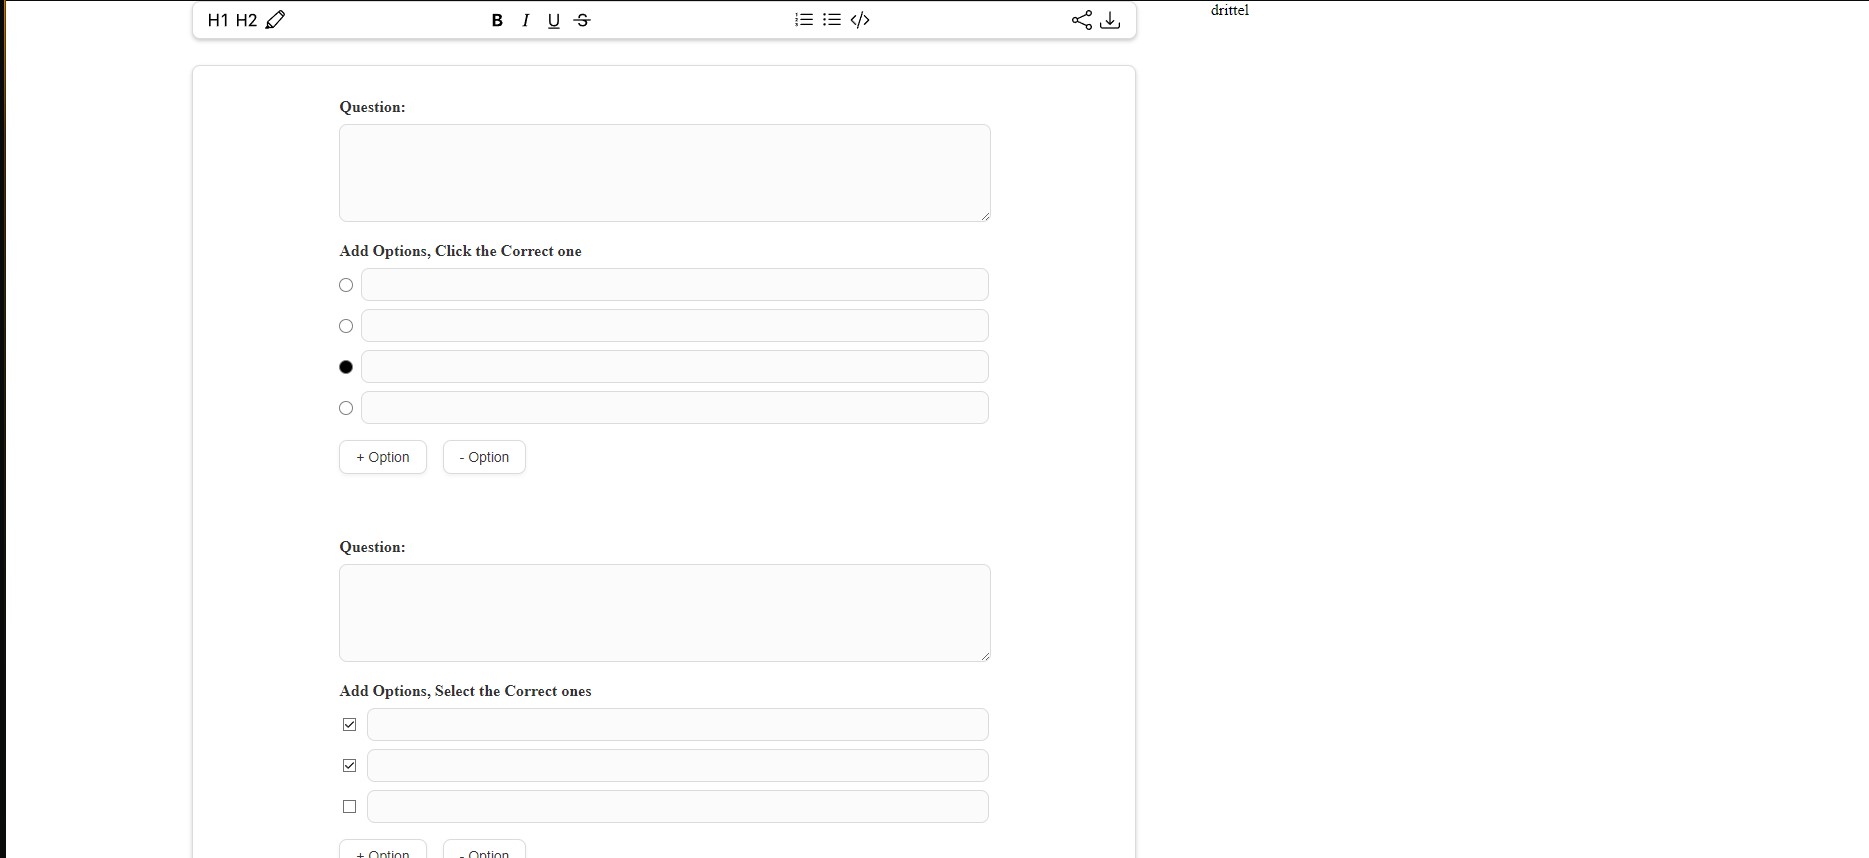 H1 H2 B I U S </>
drittel
Question:
Add Options, Click the Correct one
+ Option - Option
Question:
Add Options, Select the Correct ones
+ Option - Option